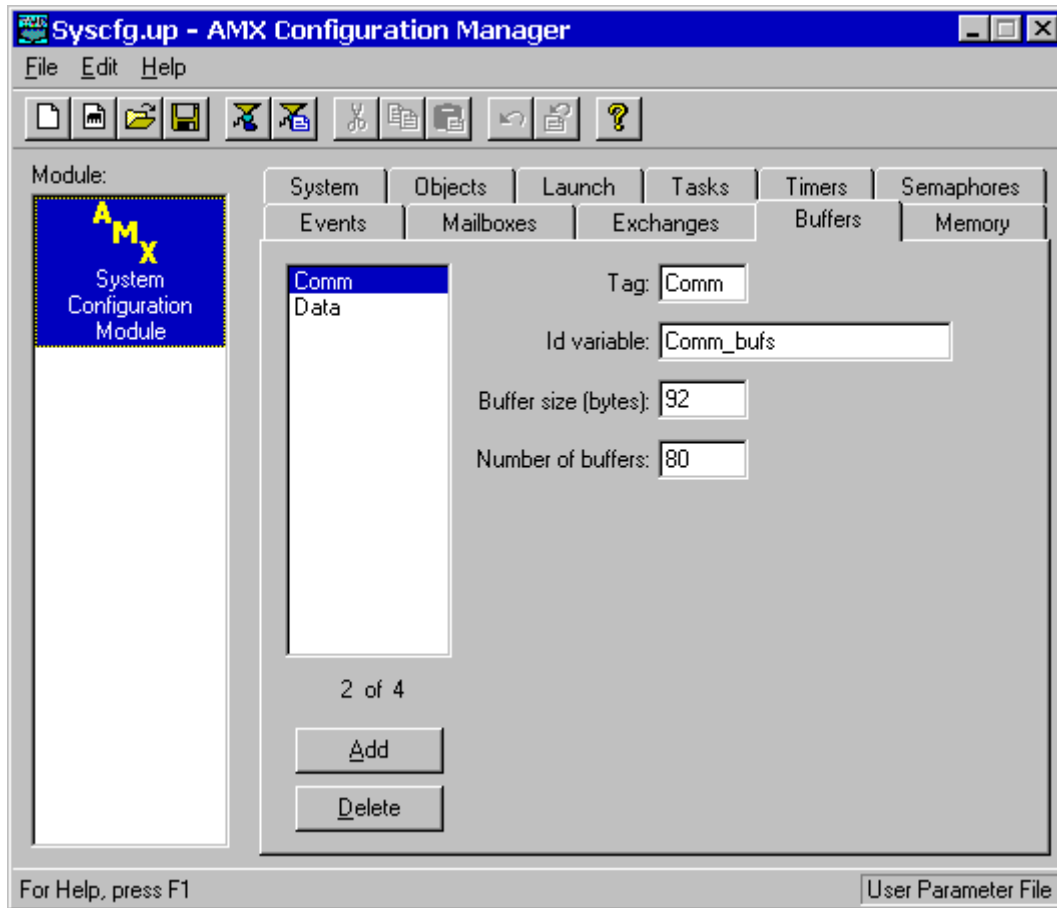 Syscfg.up - AMX Configuration Manager
File Edit Help
Module:
AMX
System
Configuration
Module
System Objects Launch Tasks Timers Semaphores
Events Mailboxes Exchanges Buffers Memory
Comm
Data
Tag: Comm
Id variable: Comm_bufs
Buffer size (bytes): 92
Number of buffers: 80
2 of 4
Add
Delete
For Help, press F1
User Parameter File